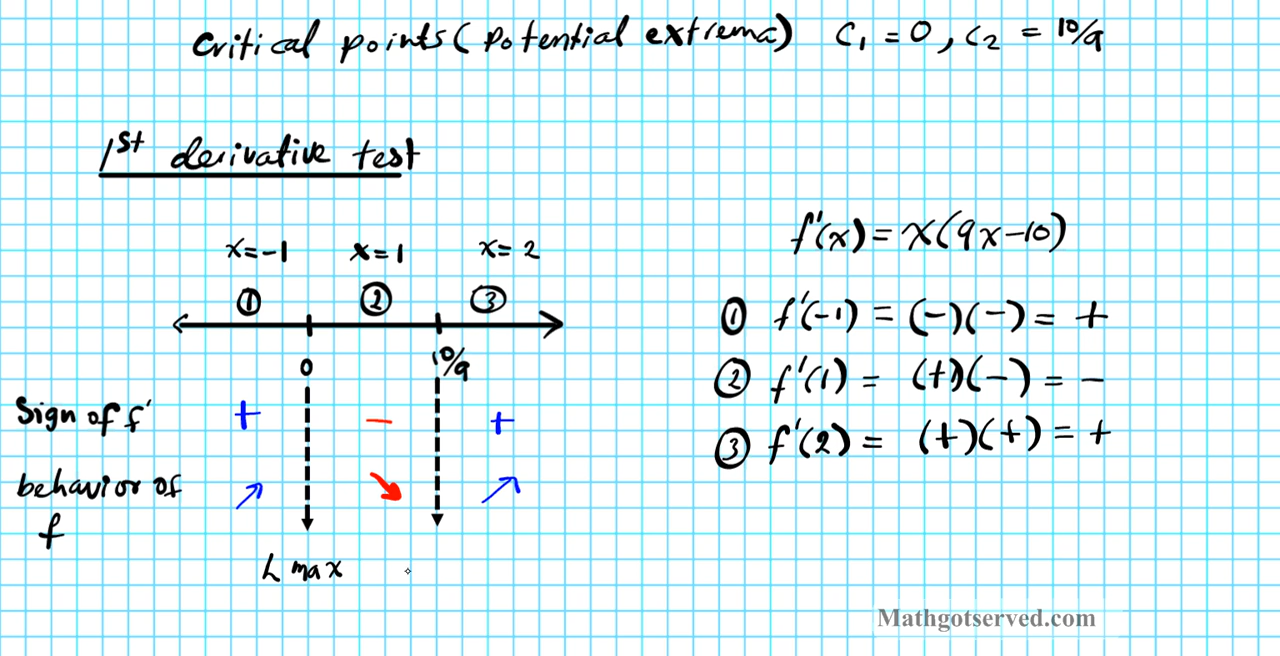 Critical points (potential extrema) C₁ = 0, C₂ = 10/9
1st derivative test
f'(x) = x(9x-10)
x=-1 x=1 x=2
① ② ③
0 10/9
Sign of f' + − +
behavior of f ↗ ↘ ↗
L max
① f'(-1) = (-)(-) = +
② f'(1) = (+)(-) = -
③ f'(2) = (+)(+) = +
Mathgotserved.com